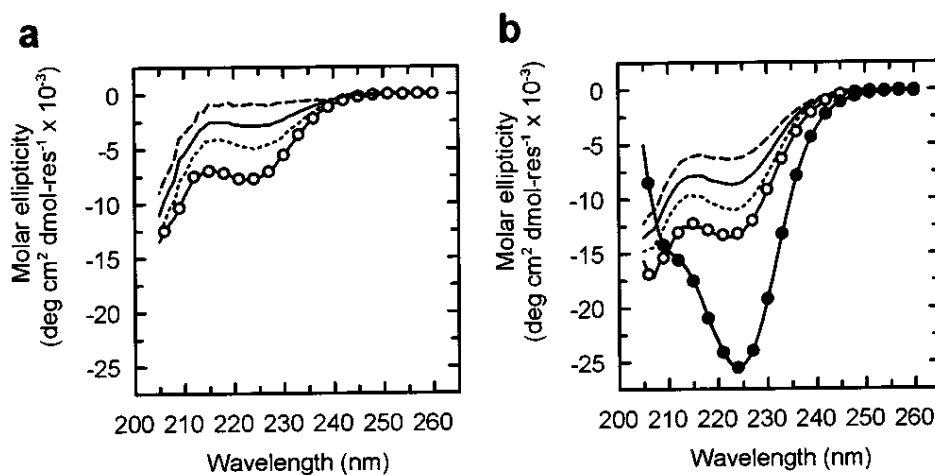 a
Molar ellipticity
(deg cm² dmol-res⁻¹ x 10⁻³)
0
-5
-10
-15
-20
-25
200 210 220 230 240 250 260
Wavelength (nm)
b
Molar ellipticity
(deg cm² dmol-res⁻¹ x 10⁻³)
0
-5
-10
-15
-20
-25
200 210 220 230 240 250 260
Wavelength (nm)